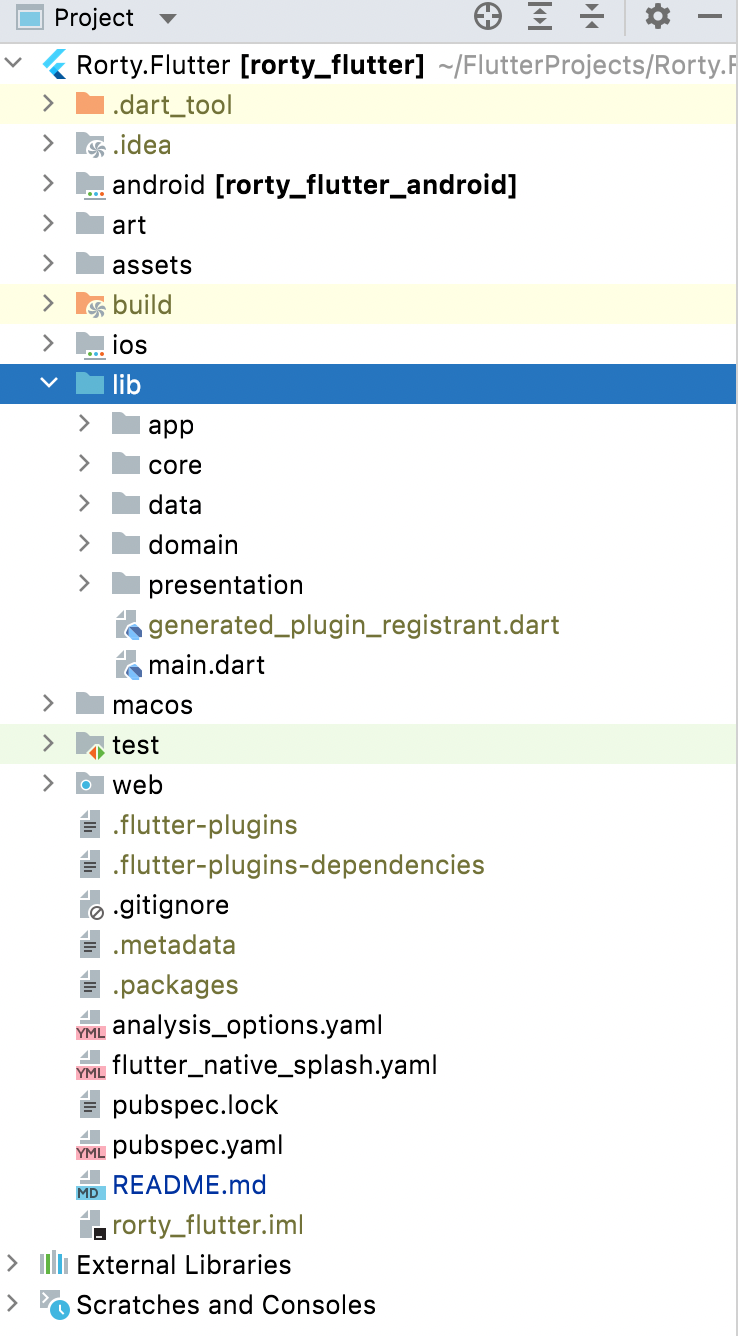 Project
Rorty.Flutter [rorty_flutter] ~/FlutterProjects/Rorty.F
.dart_tool
.idea
android [rorty_flutter_android]
art
assets
build
ios
lib
app
core
data
domain
presentation
generated_plugin_registrant.dart
main.dart
macos
test
web
.flutter-plugins
.flutter-plugins-dependencies
.gitignore
.metadata
.packages
YML analysis_options.yaml
YML flutter_native_splash.yaml
pubspec.lock
YML pubspec.yaml
MD README.md
rorty_flutter.iml
External Libraries
Scratches and Consoles